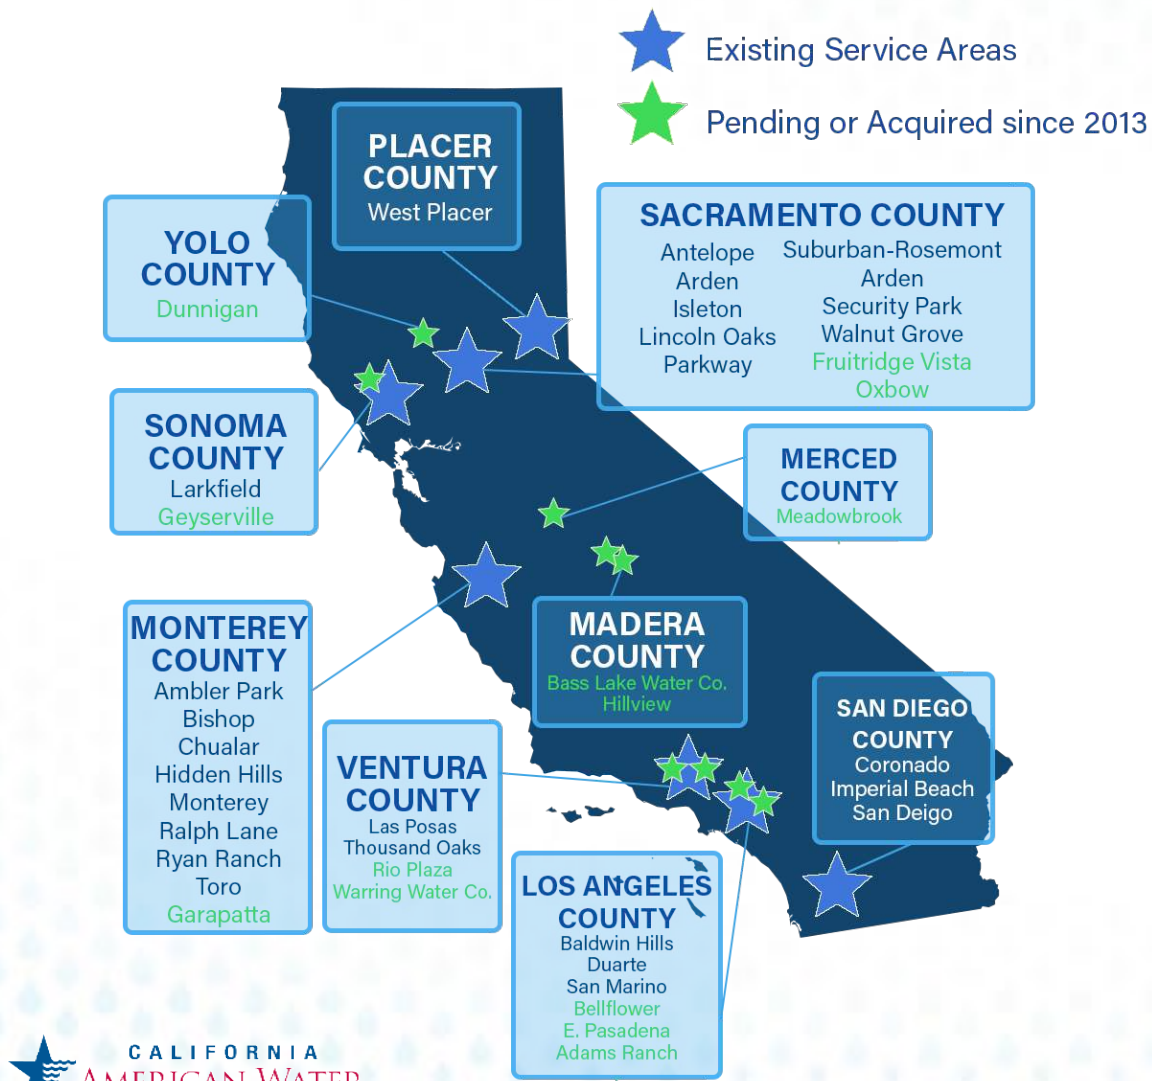 Existing Service Areas
Pending or Acquired since 2013
PLACER
COUNTY
West Placer
YOLO
COUNTY
Dunnigan
SACRAMENTO COUNTY
Antelope
Arden
Isleton
Lincoln Oaks
Parkway
Suburban-Rosemont
Arden
Security Park
Walnut Grove
Fruitridge Vista
Oxbow
SONOMA
COUNTY
Larkfield
Geyserville
MERCED
COUNTY
Meadowbrook
MONTEREY
COUNTY
Ambler Park
Bishop
Chualar
Hidden Hills
Monterey
Ralph Lane
Ryan Ranch
Toro
Garapatta
MADERA
COUNTY
Bass Lake Water Co.
Hillview
VENTURA
COUNTY
Las Posas
Thousand Oaks
Rio Plaza
Warring Water Co.
SAN DIEGO
COUNTY
Coronado
Imperial Beach
San Deigo
LOS ANGELES
COUNTY
Baldwin Hills
Duarte
San Marino
Bellflower
E. Pasadena
Adams Ranch
CALIFORNIA
AMERICAN WATER